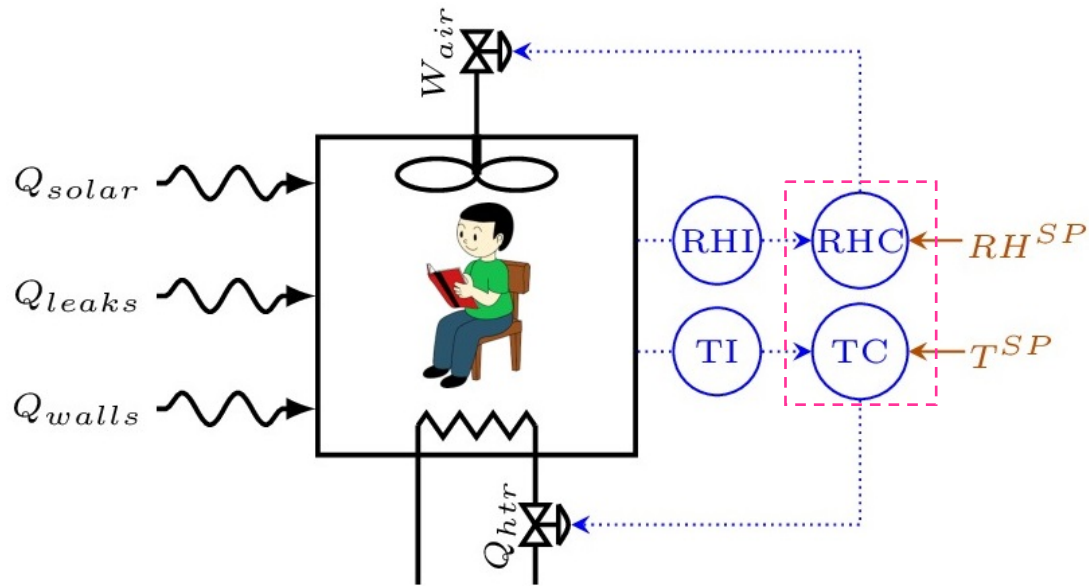 W_air
Q_solar
Q_leaks
Q_walls
RHI
RHC
RH^SP
TI
TC
T^SP
Q_htr